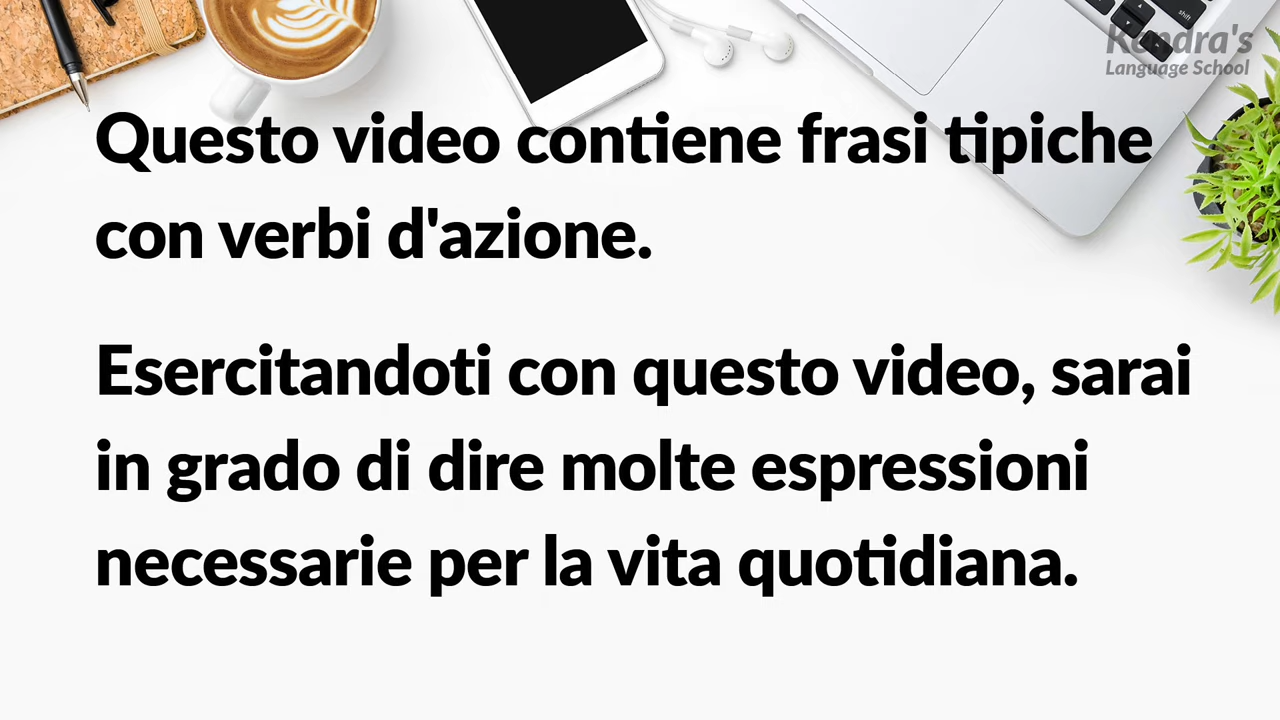 Kendra's
Language School
shift
Questo video contiene frasi tipiche
con verbi d'azione.
Esercitandoti con questo video, sarai
in grado di dire molte espressioni
necessarie per la vita quotidiana.